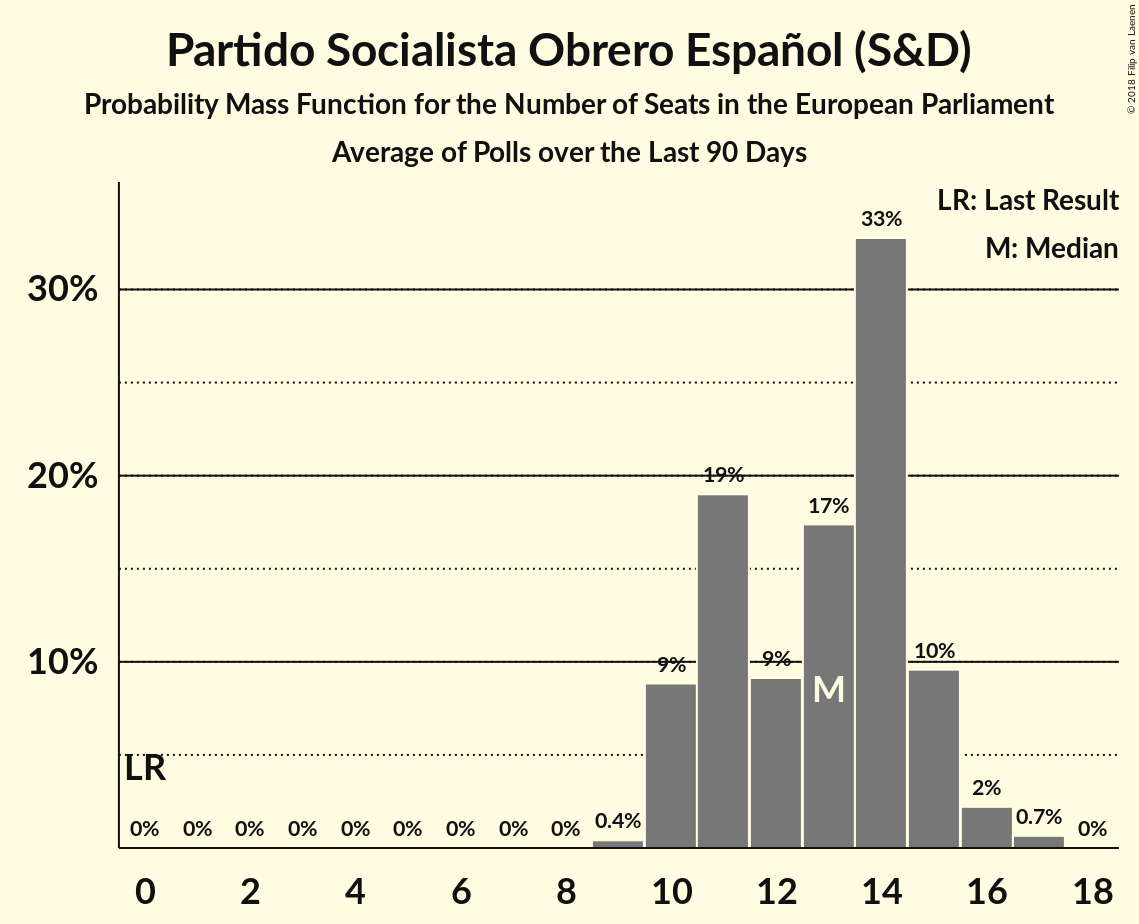 Partido Socialista Obrero Español (S&D)
Probability Mass Function for the Number of Seats in the European Parliament
Average of Polls over the Last 90 Days
© 2018 Filip van Laenen
LR: Last Result
M: Median
30%
20%
10%
LR
M
0% 0% 0% 0% 0% 0% 0% 0% 0% 0.4% 9% 19% 9% 17% 33% 10% 2% 0.7% 0%
0 2 4 6 8 10 12 14 16 18